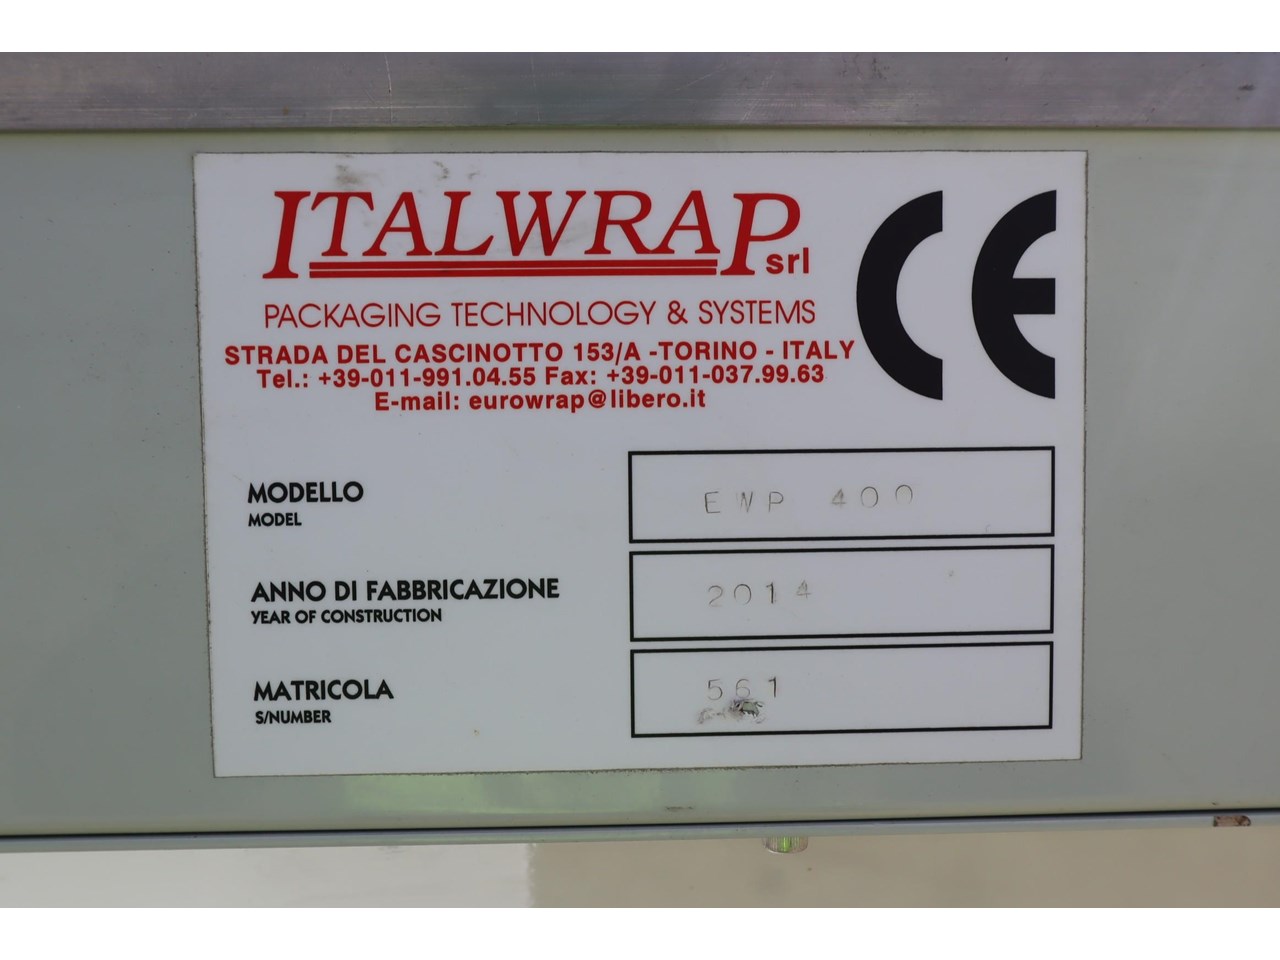 ITALWRAP srl
PACKAGING TECHNOLOGY & SYSTEMS
STRADA DEL CASCINOTTO 153/A -TORINO - ITALY
Tel.: +39-011-991.04.55 Fax: +39-011-037.99.63
E-mail: eurowrap@libero.it
CE
MODELLO
MODEL
EWP 400
ANNO DI FABBRICAZIONE
YEAR OF CONSTRUCTION
2014
MATRICOLA
S/NUMBER
561